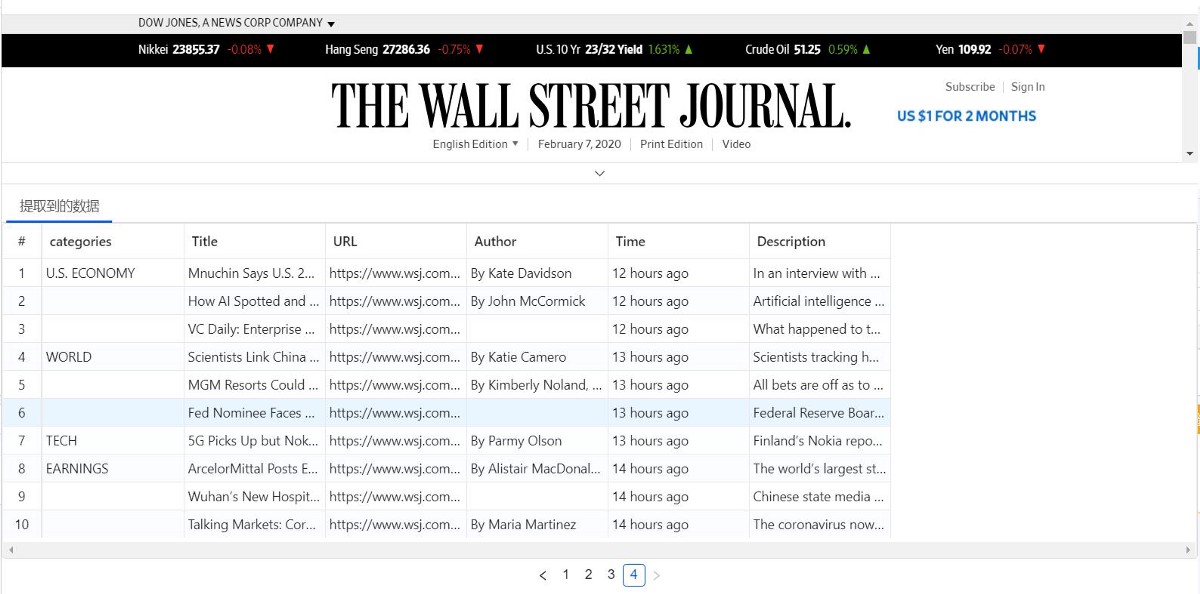 DOW JONES, A NEWS CORP COMPANY
Nikkei 23855.37 -0.08% Hang Seng 27286.36 -0.75% U.S. 10 Yr 23/32 Yield 1.631% Crude Oil 51.25 0.59% Yen 109.92 -0.07%
Subscribe Sign In
THE WALL STREET JOURNAL.
US $1 FOR 2 MONTHS
English Edition February 7, 2020 Print Edition Video
提取到的数据
# categories Title URL Author Time Description
1 U.S. ECONOMY Mnuchin Says U.S. 2... https://www.wsj.com... By Kate Davidson 12 hours ago In an interview with ...
2 How AI Spotted and ... https://www.wsj.com... By John McCormick 12 hours ago Artificial intelligence ...
3 VC Daily: Enterprise ... https://www.wsj.com... 12 hours ago What happened to t...
4 WORLD Scientists Link China ... https://www.wsj.com... By Katie Camero 13 hours ago Scientists tracking h...
5 MGM Resorts Could ... https://www.wsj.com... By Kimberly Noland, ... 13 hours ago All bets are off as to ...
6 Fed Nominee Faces ... https://www.wsj.com... 13 hours ago Federal Reserve Boar...
7 TECH 5G Picks Up but Nok... https://www.wsj.com... By Parmy Olson 13 hours ago Finland's Nokia repo...
8 EARNINGS ArcelorMittal Posts E... https://www.wsj.com... By Alistair MacDonal... 14 hours ago The world's largest st...
9 Wuhan's New Hospit... https://www.wsj.com... 14 hours ago Chinese state media ...
10 Talking Markets: Cor... https://www.wsj.com... By Maria Martinez 14 hours ago The coronavirus now...
< 1 2 3 4 >